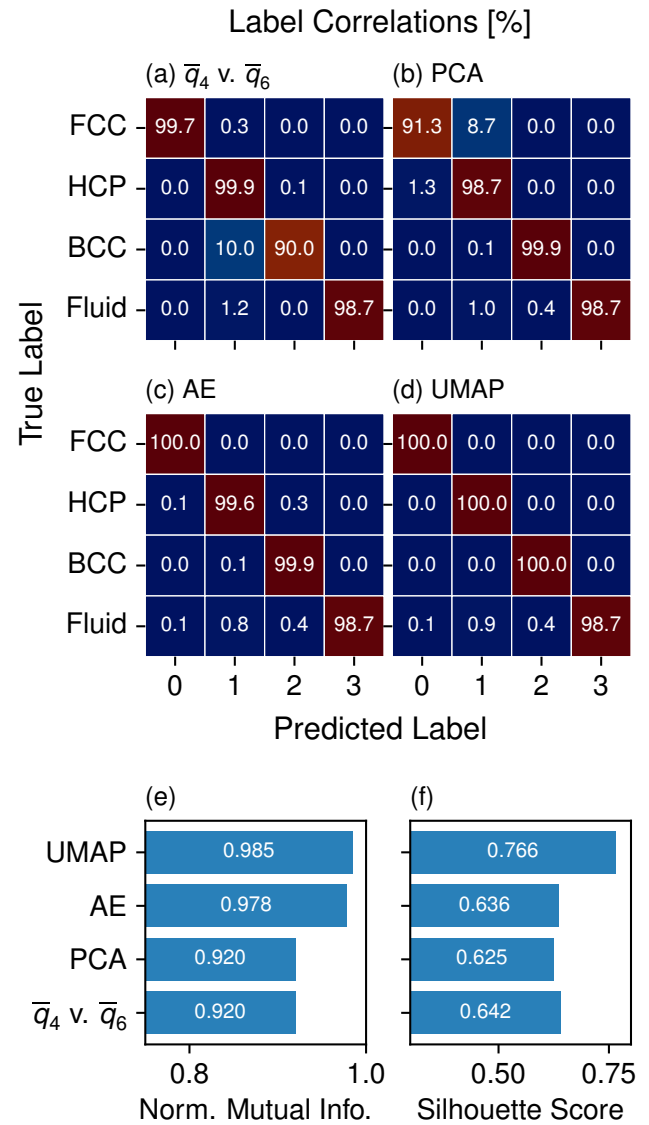 Label Correlations [%]
(a) q̅4 v. q̅6
(b) PCA
FCC 99.7 0.3 0.0 0.0 91.3 8.7 0.0 0.0
HCP 0.0 99.9 0.1 0.0 1.3 98.7 0.0 0.0
BCC 0.0 10.0 90.0 0.0 0.0 0.1 99.9 0.0
Fluid 0.0 1.2 0.0 98.7 0.0 1.0 0.4 98.7
True Label
(c) AE
(d) UMAP
FCC 100.0 0.0 0.0 0.0 100.0 0.0 0.0 0.0
HCP 0.1 99.6 0.3 0.0 0.0 100.0 0.0 0.0
BCC 0.0 0.1 99.9 0.0 0.0 0.0 100.0 0.0
Fluid 0.1 0.8 0.4 98.7 0.1 0.9 0.4 98.7
0 1 2 3 0 1 2 3
Predicted Label
(e)
(f)
UMAP 0.985 0.766
AE 0.978 0.636
PCA 0.920 0.625
q̅4 v. q̅6 0.920 0.642
0.8 1.0 0.50 0.75
Norm. Mutual Info.
Silhouette Score